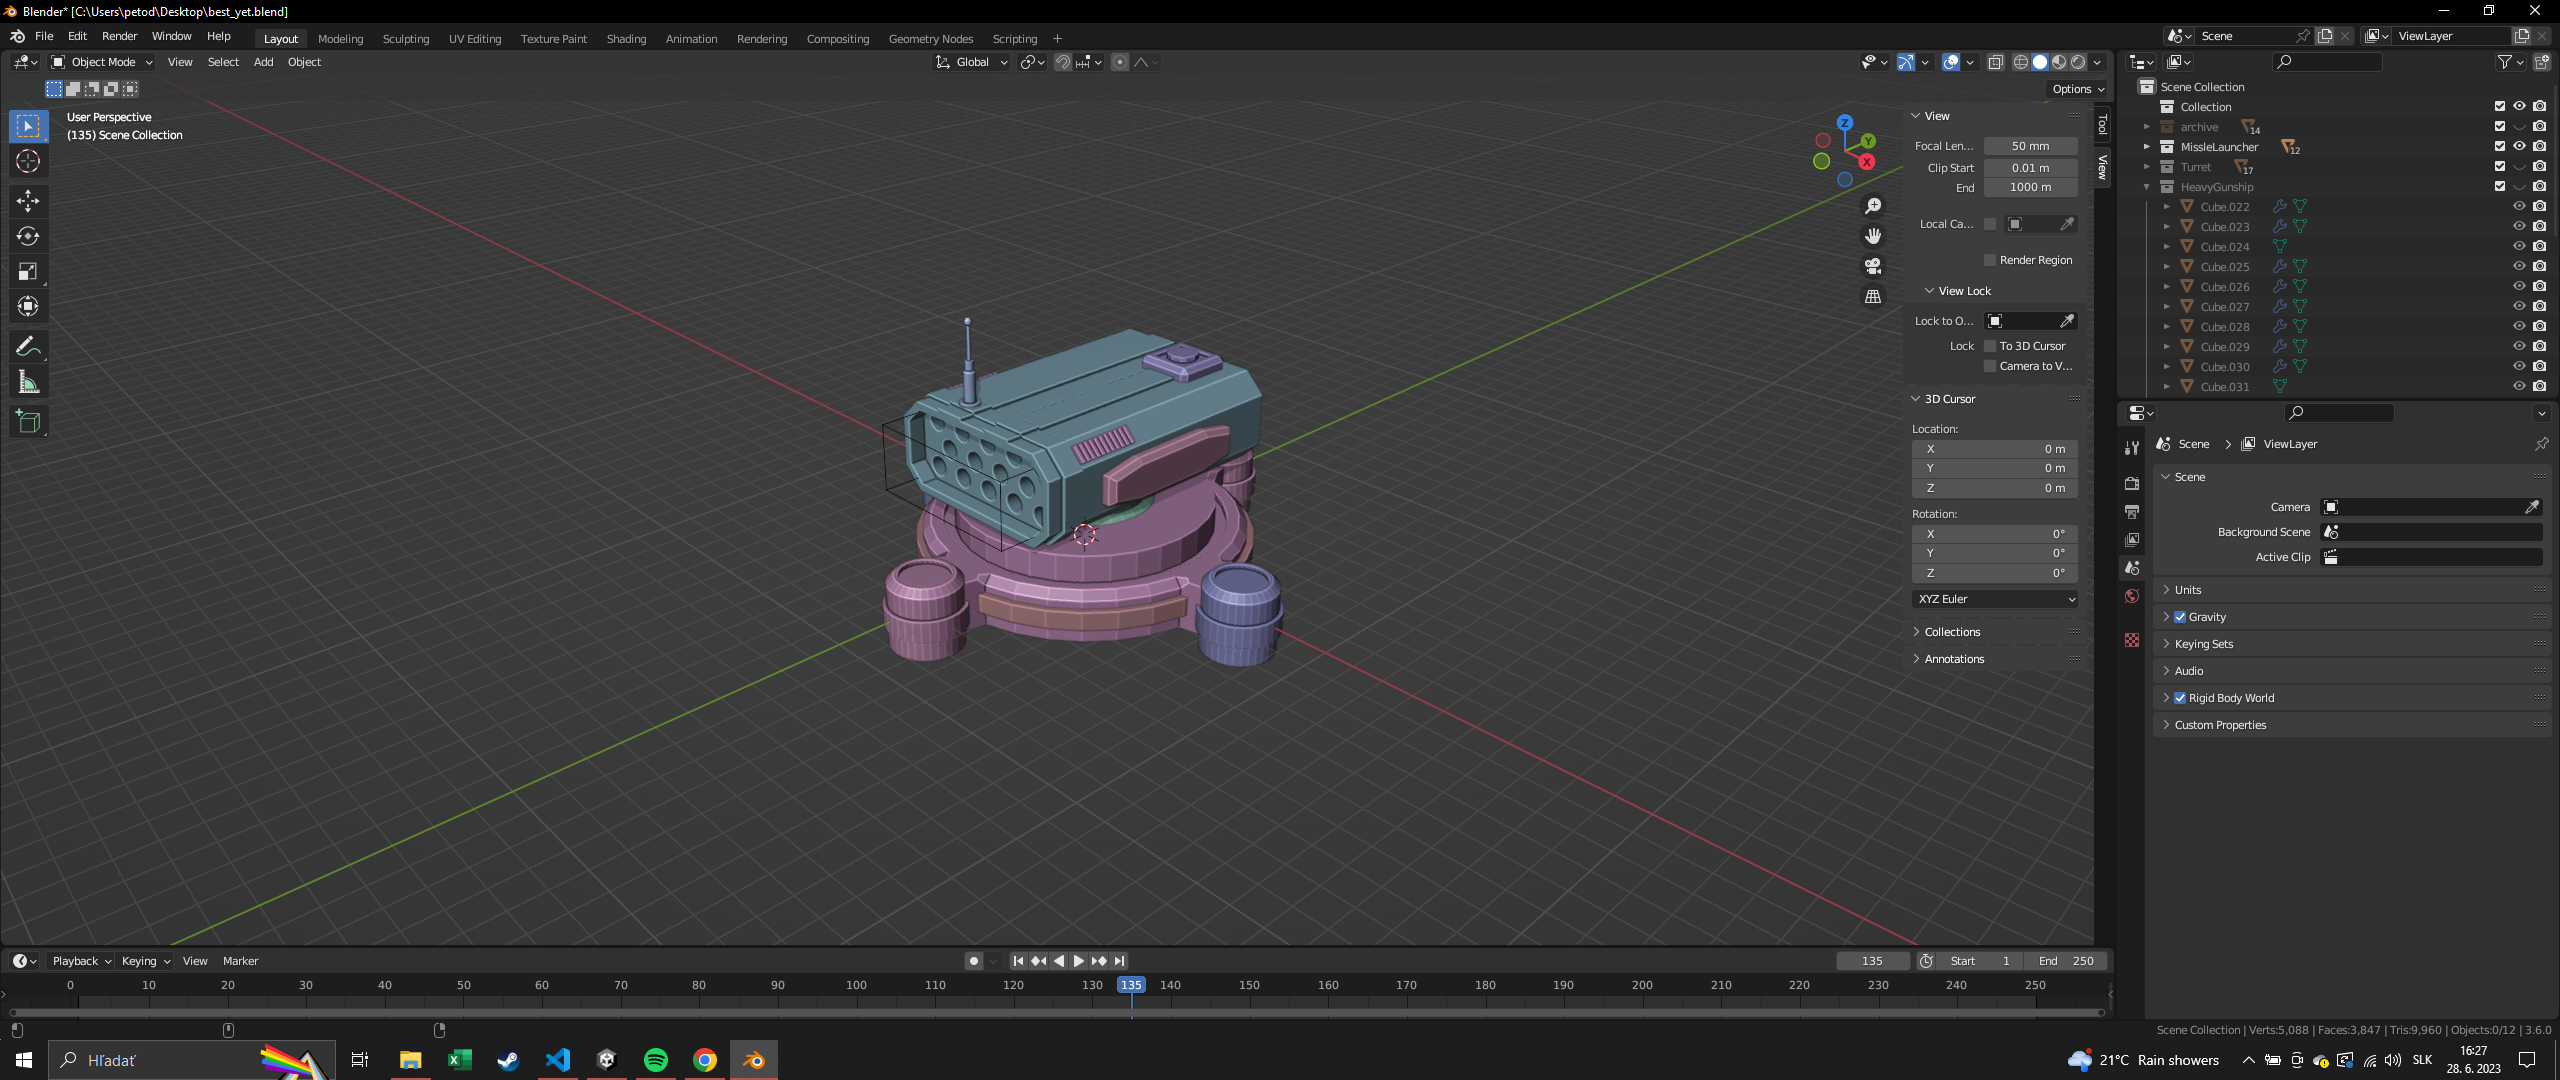 Blender* [C:\Users\petod\Desktop\best_yet.blend]
File Edit Render Window Help Layout Modeling Sculpting UV Editing Texture Paint Shading Animation Rendering Compositing Geometry Nodes Scripting + Scene ViewLayer
Object Mode View Select Add Object Global
Options
User Perspective
(135) Scene Collection
Z
Y
X
View
Focal Len... 50 mm
Clip Start 0.01 m
End 1000 m
Local Ca...
Render Region
View Lock
Lock to O...
Lock To 3D Cursor
Camera to V...
3D Cursor
Location:
X 0 m
Y 0 m
Z 0 m
Rotation:
X 0°
Y 0°
Z 0°
XYZ Euler
Collections
Annotations
Tool
View
Scene Collection
Collection
archive 14
MissleLauncher 12
Turret 17
HeavyGunship
Cube.022
Cube.023
Cube.024
Cube.025
Cube.026
Cube.027
Cube.028
Cube.029
Cube.030
Cube.031
Scene > ViewLayer
Scene
Camera
Background Scene
Active Clip
Units
Gravity
Keying Sets
Audio
Rigid Body World
Custom Properties
Playback Keying View Marker 135 Start 1 End 250
0 10 20 30 40 50 60 70 80 90 100 110 120 130 135 140 150 160 170 180 190 200 210 220 230 240 250
Scene Collection | Verts:5,088 | Faces:3,847 | Tris:9,960 | Objects:0/12 | 3.6.0
Hľadať
21°C Rain showers
SLK
16:27
28. 6. 2023